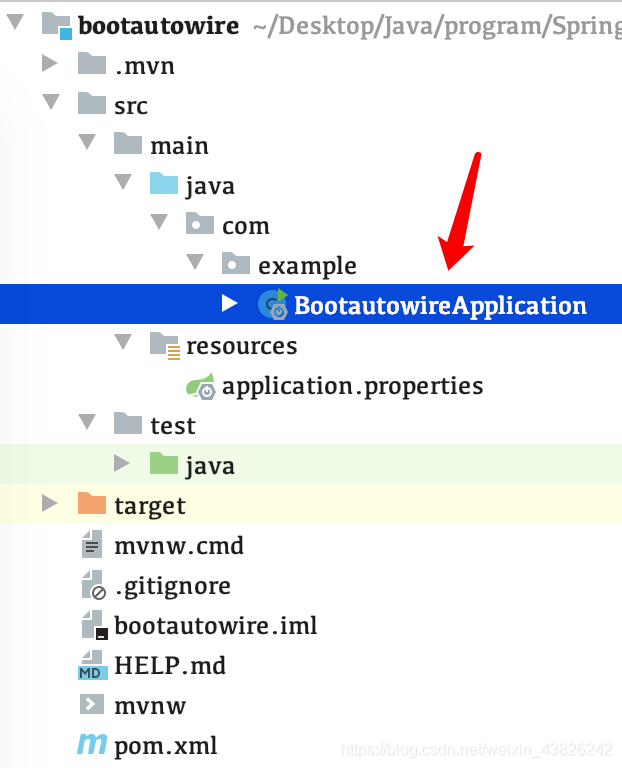 bootautowire ~/Desktop/Java/program/Spring
.mvn
src
main
java
com
example
BootautowireApplication
resources
application.properties
test
java
target
mvnw.cmd
.gitignore
bootautowire.iml
HELP.md
MD
mvnw
pom.xml
https://blog.csdn.net/weixin_43826242